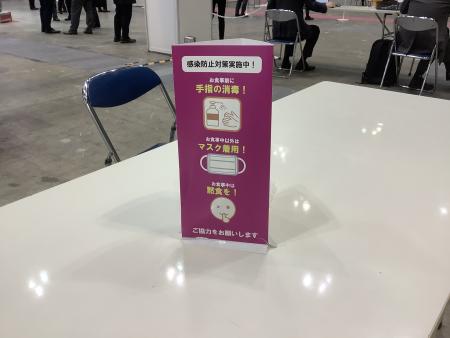 感染防止対策実施中！
お食事前に
手指の消毒！
お食事中以外は
マスク着用！
お食事中は
黙食を！
ご協力をお願いします